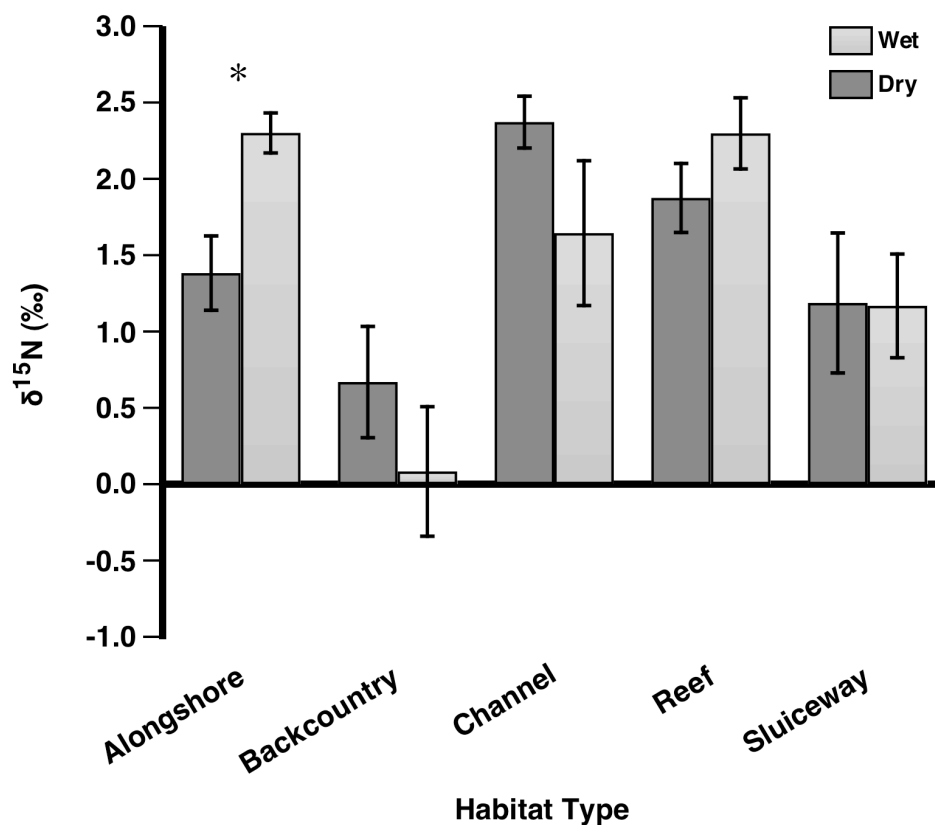 3.0
2.5
2.0
1.5
1.0
0.5
0.0
-0.5
-1.0
δ¹⁵N (‰)
*
Wet
Dry
Alongshore
Backcountry
Channel
Reef
Sluiceway
Habitat Type